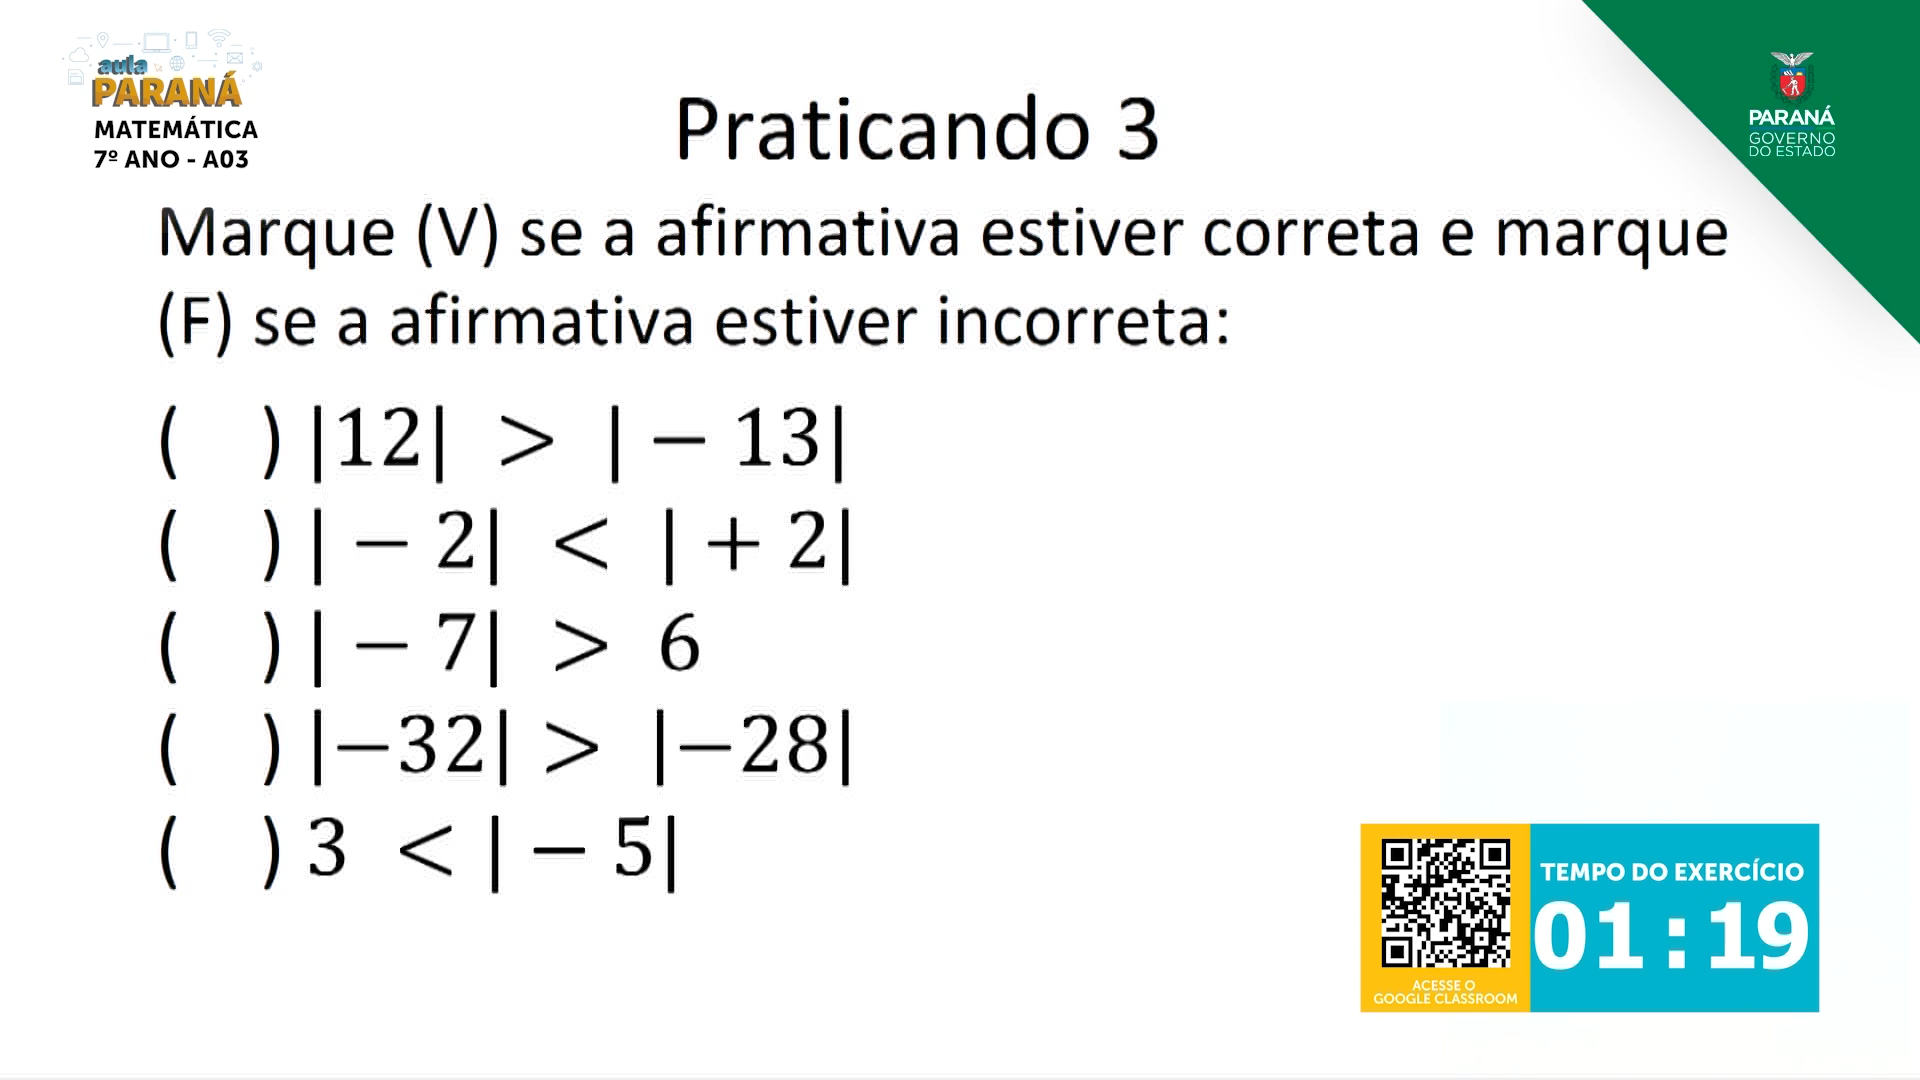 aula
PARANÁ
MATEMÁTICA
7º ANO - A03
PARANÁ
GOVERNO
DO ESTADO
Praticando 3
Marque (V) se a afirmativa estiver correta e marque
(F) se a afirmativa estiver incorreta:
(   ) |12| > |− 13|
(   ) |− 2| < |+ 2|
(   ) |− 7| > 6
(   ) |−32| > |−28|
(   ) 3 < |− 5|
TEMPO DO EXERCÍCIO
01:19
ACESSE O
GOOGLE CLASSROOM